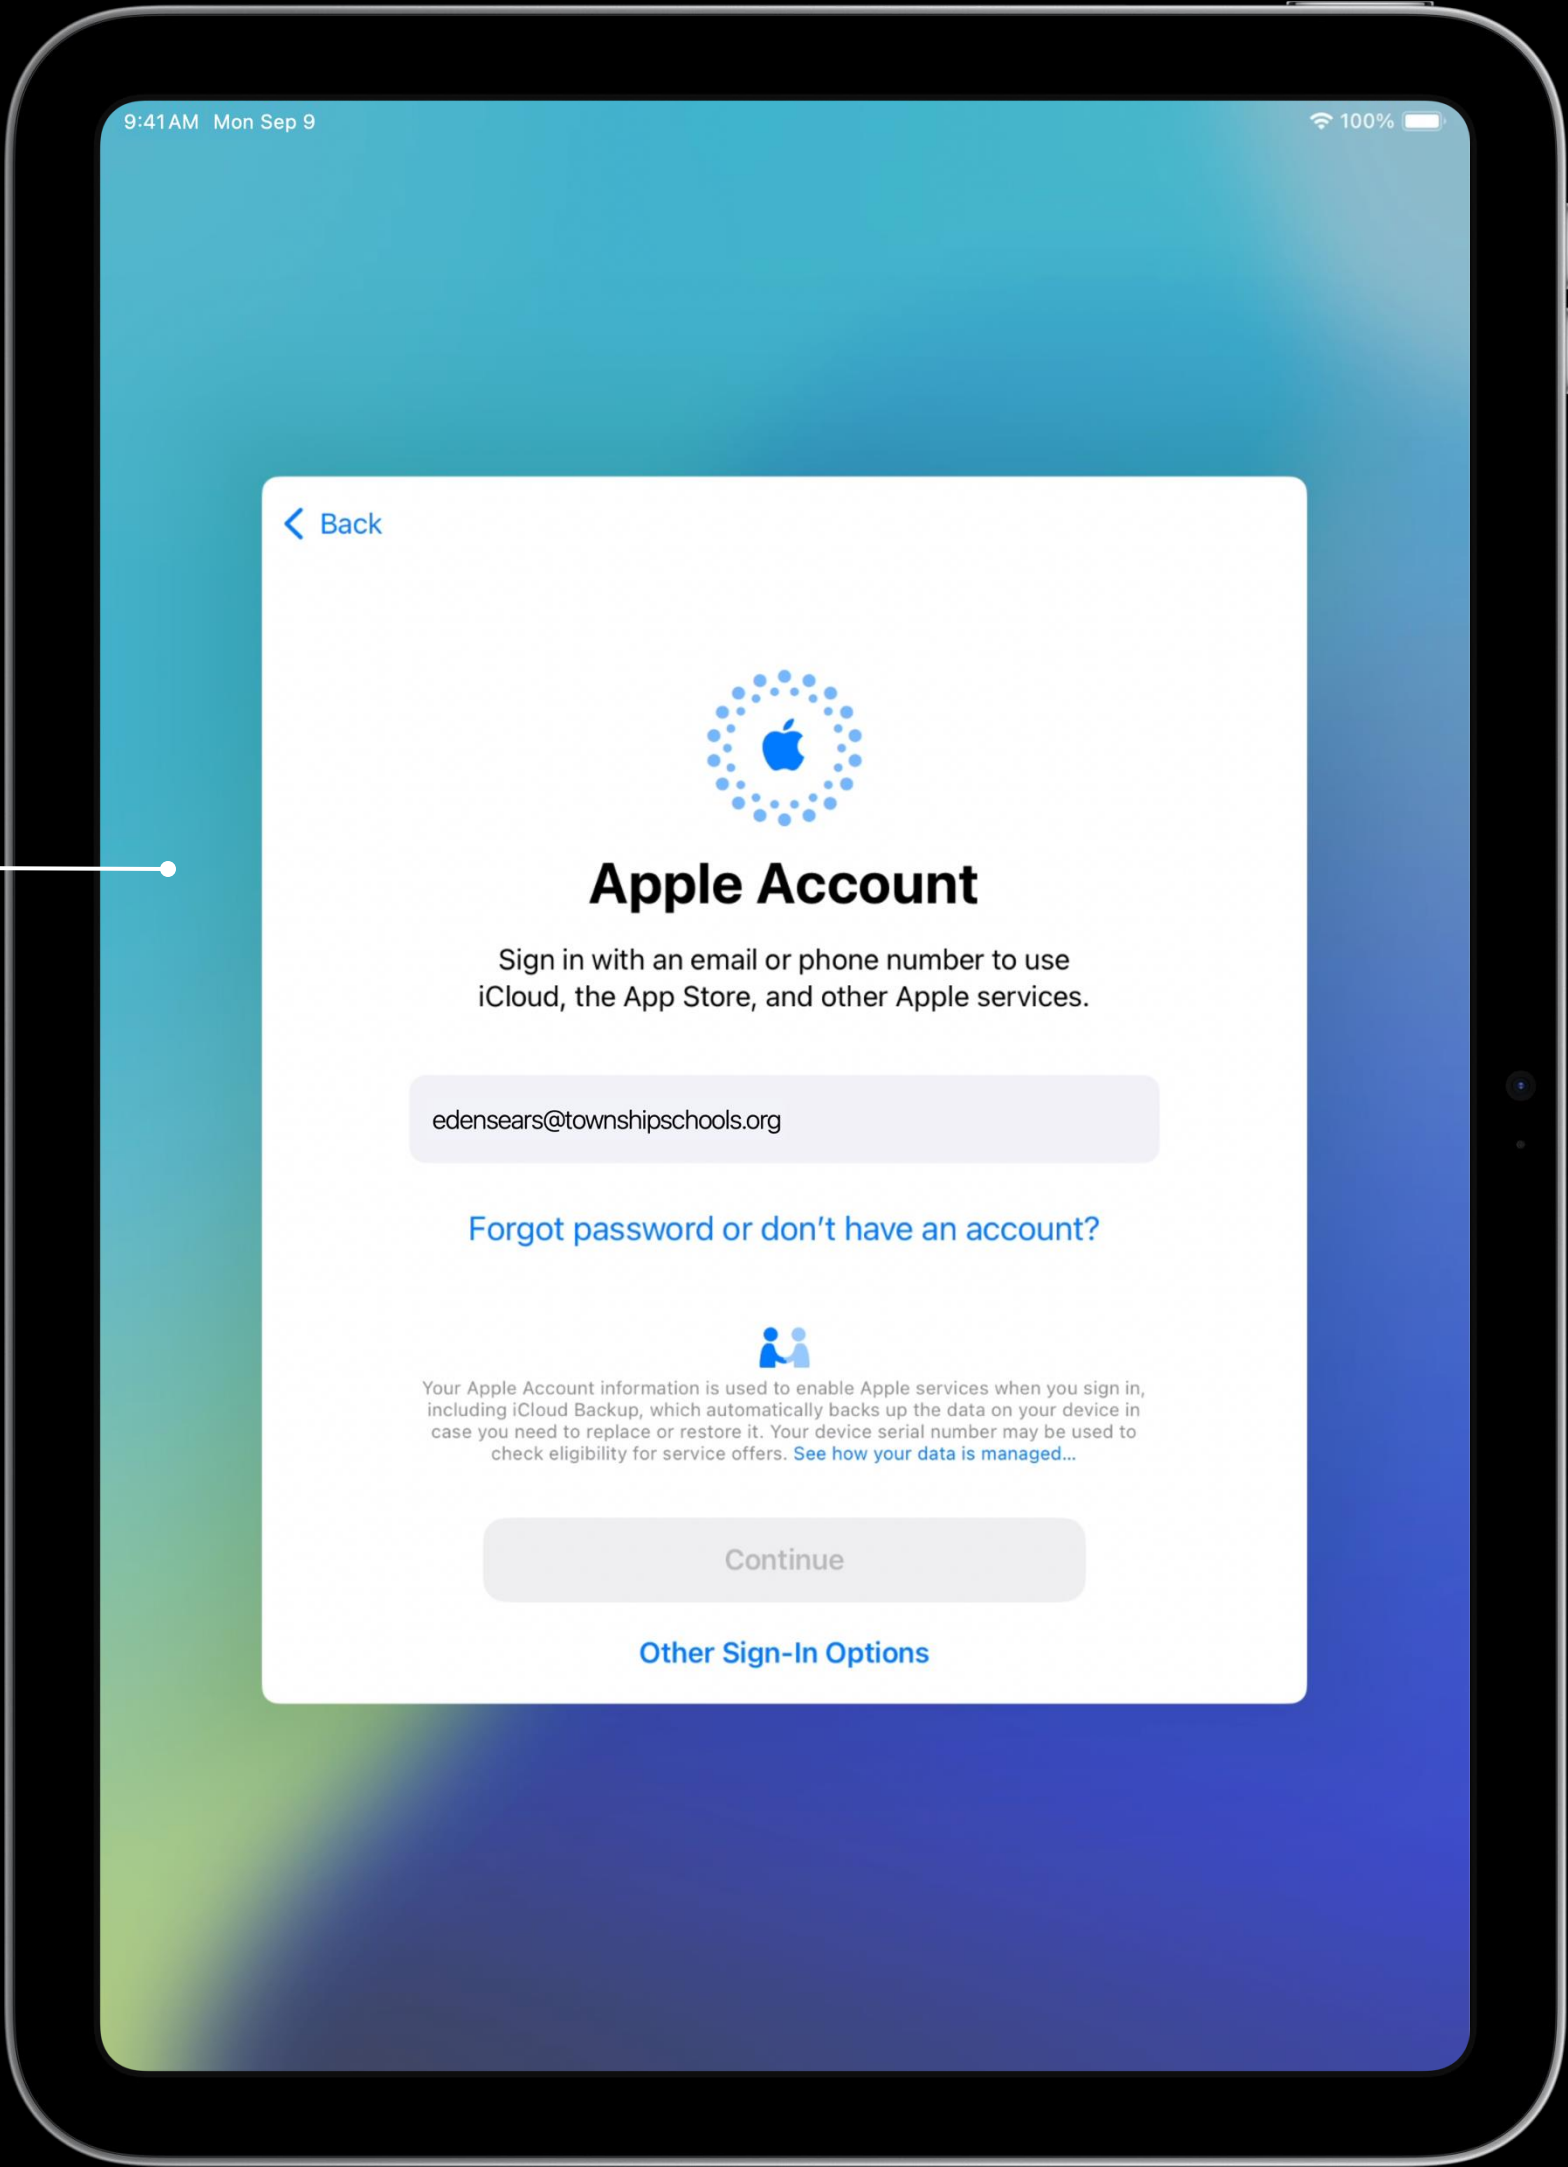 9:41 AM Mon Sep 9
100%
Back
Apple Account
Sign in with an email or phone number to use
iCloud, the App Store, and other Apple services.
edensears@townshipschools.org
Forgot password or don’t have an account?
Your Apple Account information is used to enable Apple services when you sign in,
including iCloud Backup, which automatically backs up the data on your device in
case you need to replace or restore it. Your device serial number may be used to
check eligibility for service offers. See how your data is managed...
Continue
Other Sign-In Options